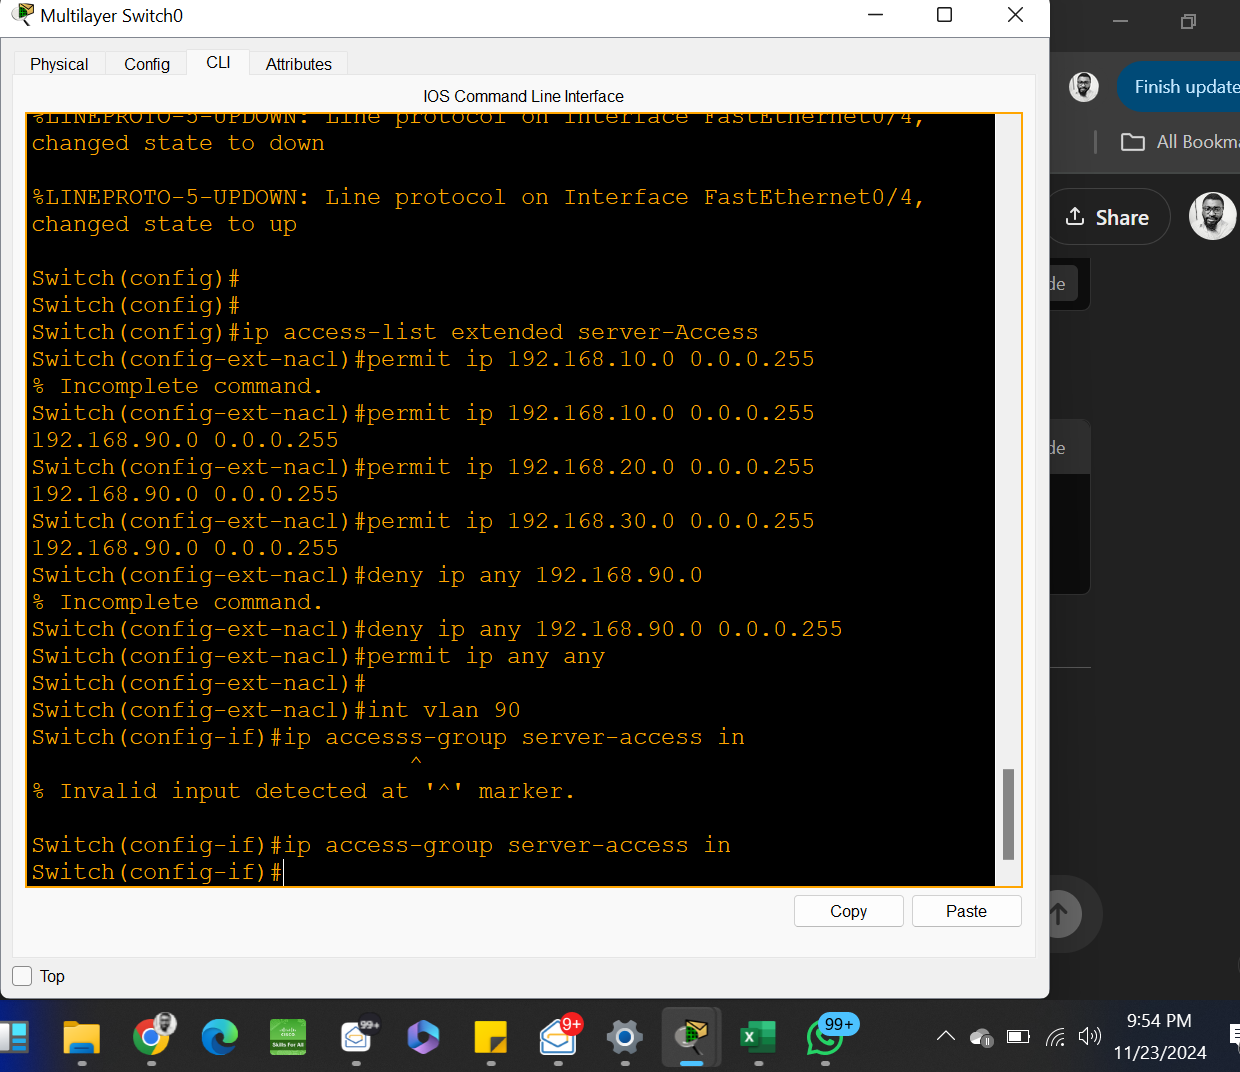 Multilayer Switch0
Physical Config CLI Attributes
IOS Command Line Interface
%LINEPROTO-5-UPDOWN: Line protocol on Interface FastEthernet0/4,
changed state to down
%LINEPROTO-5-UPDOWN: Line protocol on Interface FastEthernet0/4,
changed state to up
Switch(config)#
Switch(config)#
Switch(config)#ip access-list extended server-Access
Switch(config-ext-nacl)#permit ip 192.168.10.0 0.0.0.255
% Incomplete command.
Switch(config-ext-nacl)#permit ip 192.168.10.0 0.0.0.255
192.168.90.0 0.0.0.255
Switch(config-ext-nacl)#permit ip 192.168.20.0 0.0.0.255
192.168.90.0 0.0.0.255
Switch(config-ext-nacl)#permit ip 192.168.30.0 0.0.0.255
192.168.90.0 0.0.0.255
Switch(config-ext-nacl)#deny ip any 192.168.90.0
% Incomplete command.
Switch(config-ext-nacl)#deny ip any 192.168.90.0 0.0.0.255
Switch(config-ext-nacl)#permit ip any any
Switch(config-ext-nacl)#
Switch(config-ext-nacl)#int vlan 90
Switch(config-if)#ip accesss-group server-access in
^
% Invalid input detected at '^' marker.
Switch(config-if)#ip access-group server-access in
Switch(config-if)#
Copy Paste
Top
Finish update
All Bookma
Share
de
de
Skills For All
99+
9+
99+
9:54 PM
11/23/2024